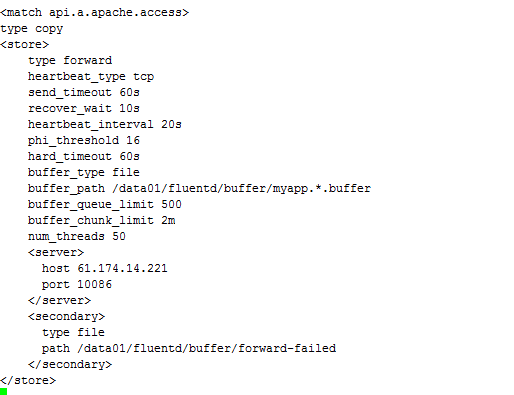 <match api.a.apache.access>
type copy
<store>
    type forward
    heartbeat_type tcp
    send_timeout 60s
    recover_wait 10s
    heartbeat_interval 20s
    phi_threshold 16
    hard_timeout 60s
    buffer_type file
    buffer_path /data01/fluentd/buffer/myapp.*.buffer
    buffer_queue_limit 500
    buffer_chunk_limit 2m
    num_threads 50
    <server>
      host 61.174.14.221
      port 10086
    </server>
    <secondary>
      type file
      path /data01/fluentd/buffer/forward-failed
    </secondary>
</store>